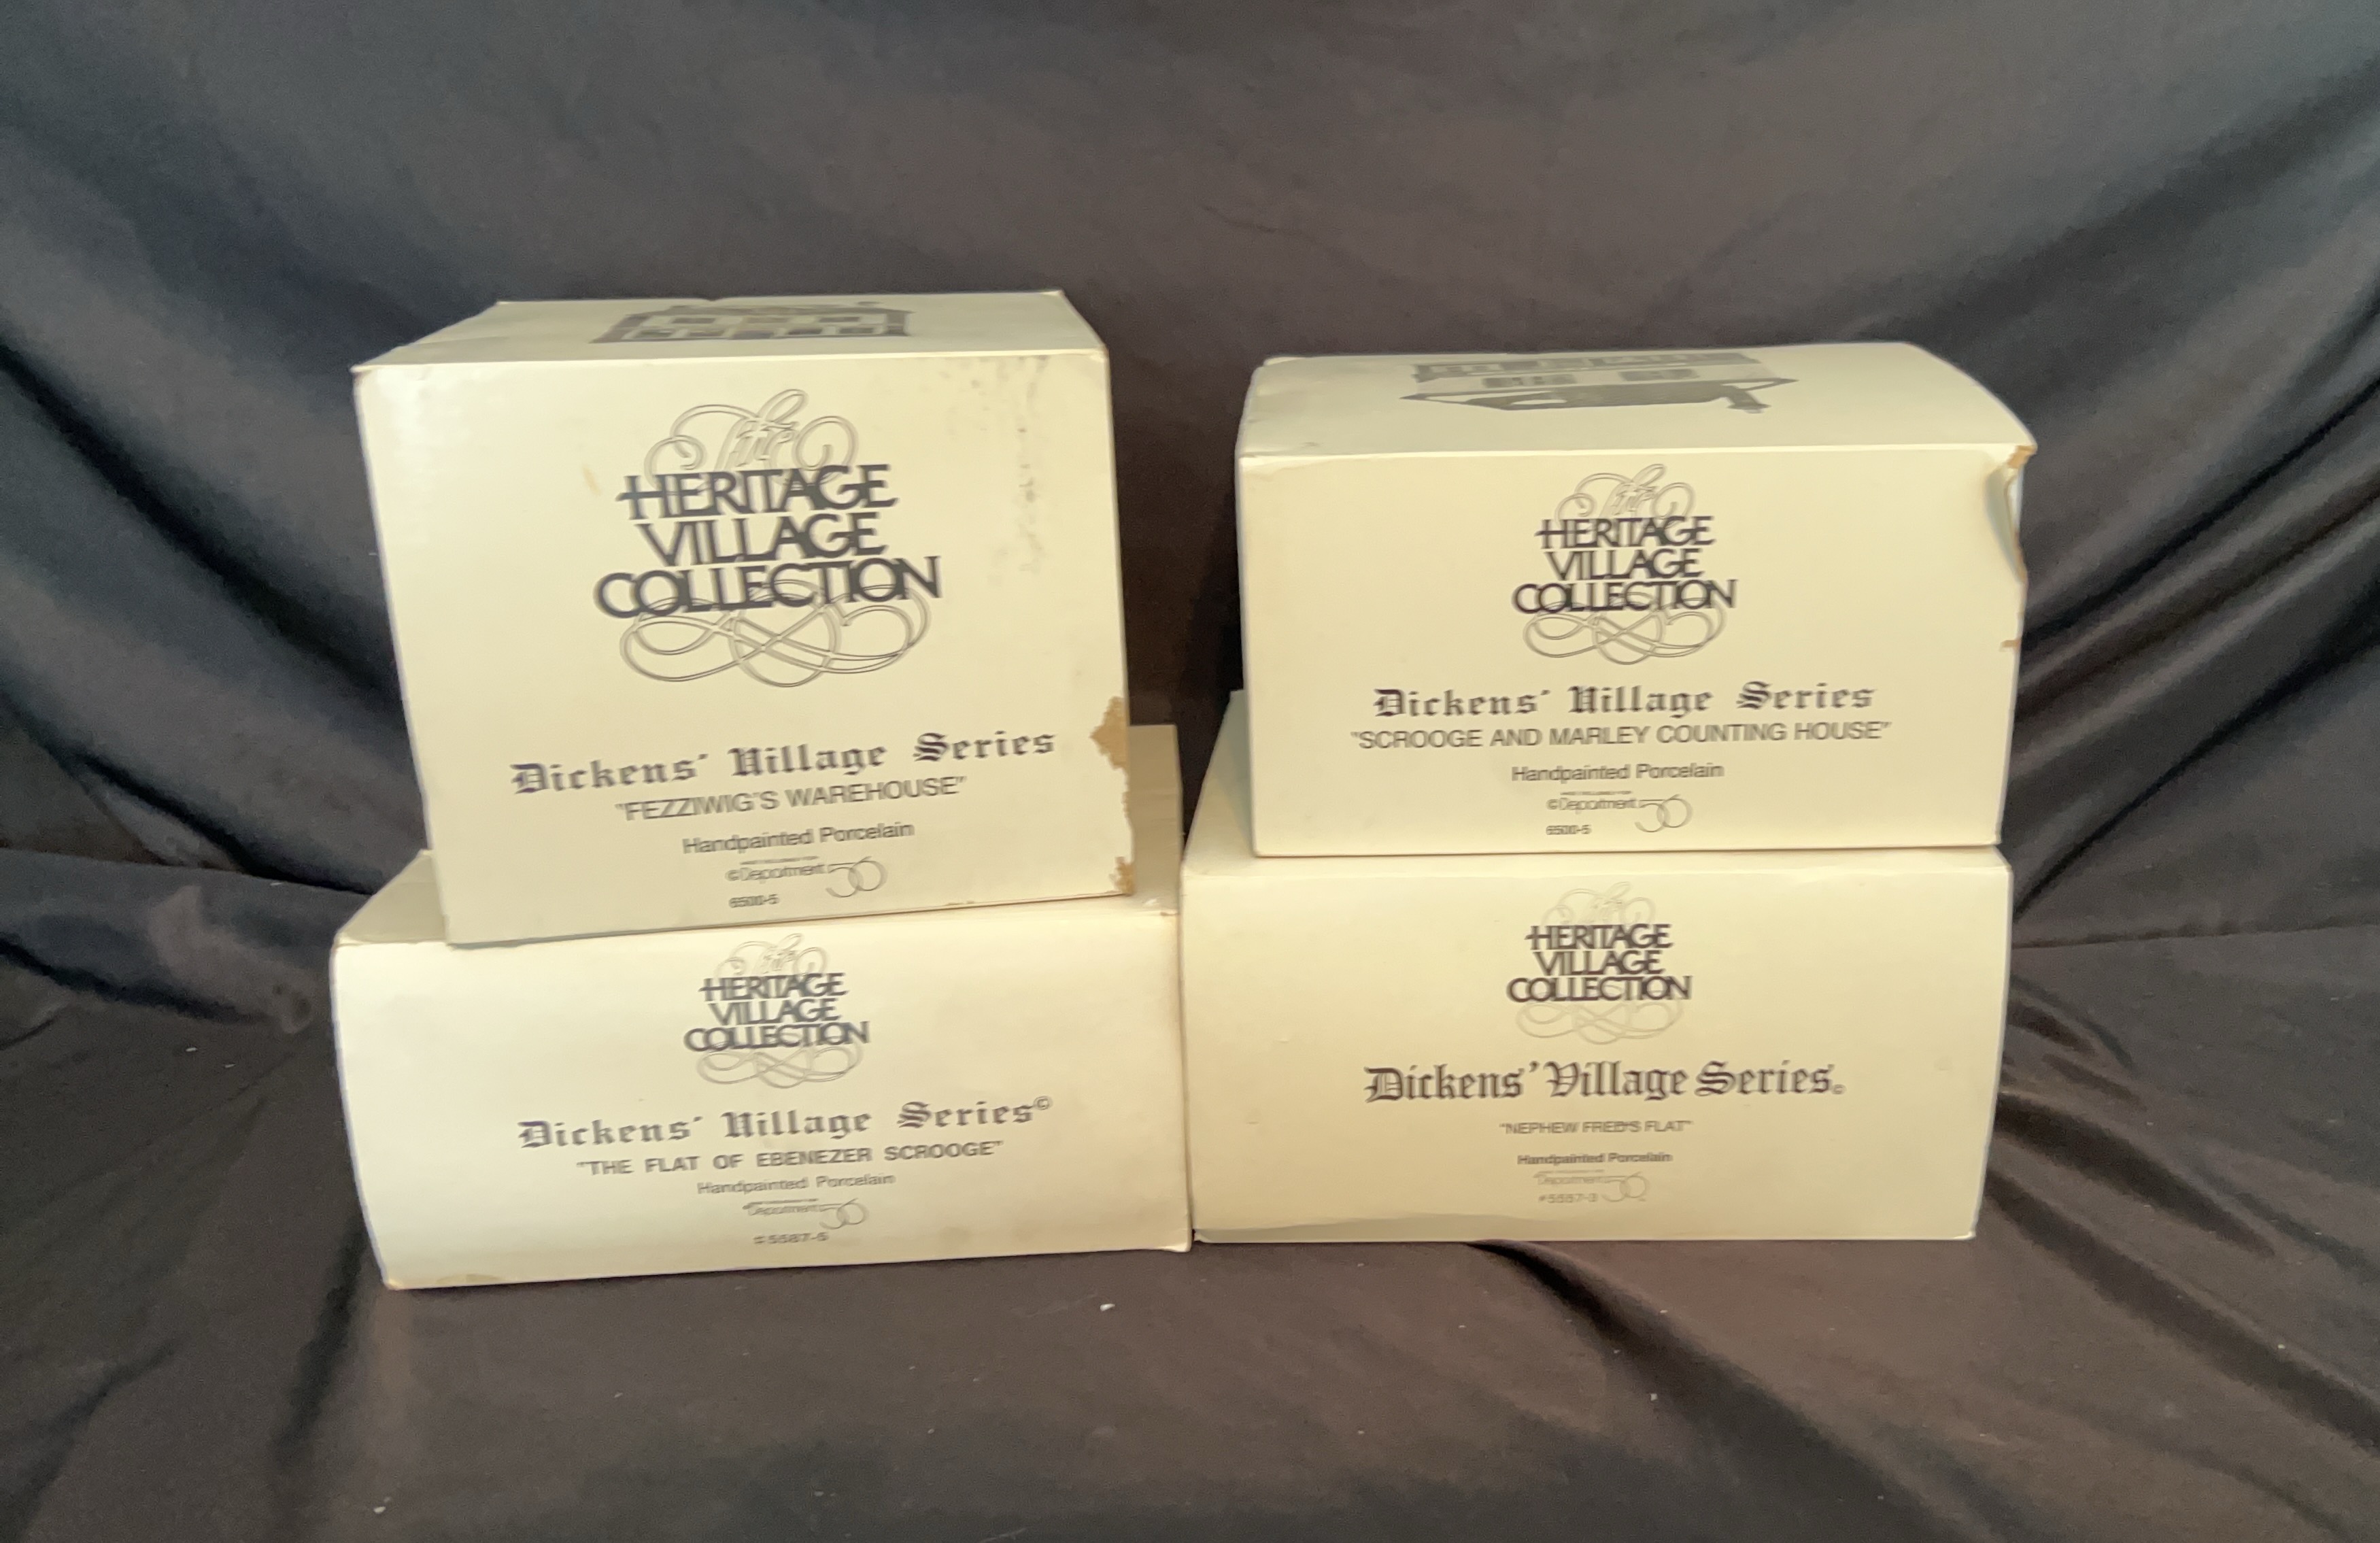 The
HERITAGE
VILLAGE
COLLECTION
Dickens' Village Series
"FEZZIWIG'S WAREHOUSE"
Handpainted Porcelain
©Department 56
6500-5
The
HERITAGE
VILLAGE
COLLECTION
Dickens' Village Series
"SCROOGE AND MARLEY COUNTING HOUSE"
Handpainted Porcelain
©Department 56
6500-5
The
HERITAGE
VILLAGE
COLLECTION
Dickens' Village Series©
"THE FLAT OF EBENEZER SCROOGE"
Handpainted Porcelain
Department 56
#5587-5
The
HERITAGE
VILLAGE
COLLECTION
Dickens' Village Series©
"NEPHEW FRED'S FLAT"
Handpainted Porcelain
Department 56